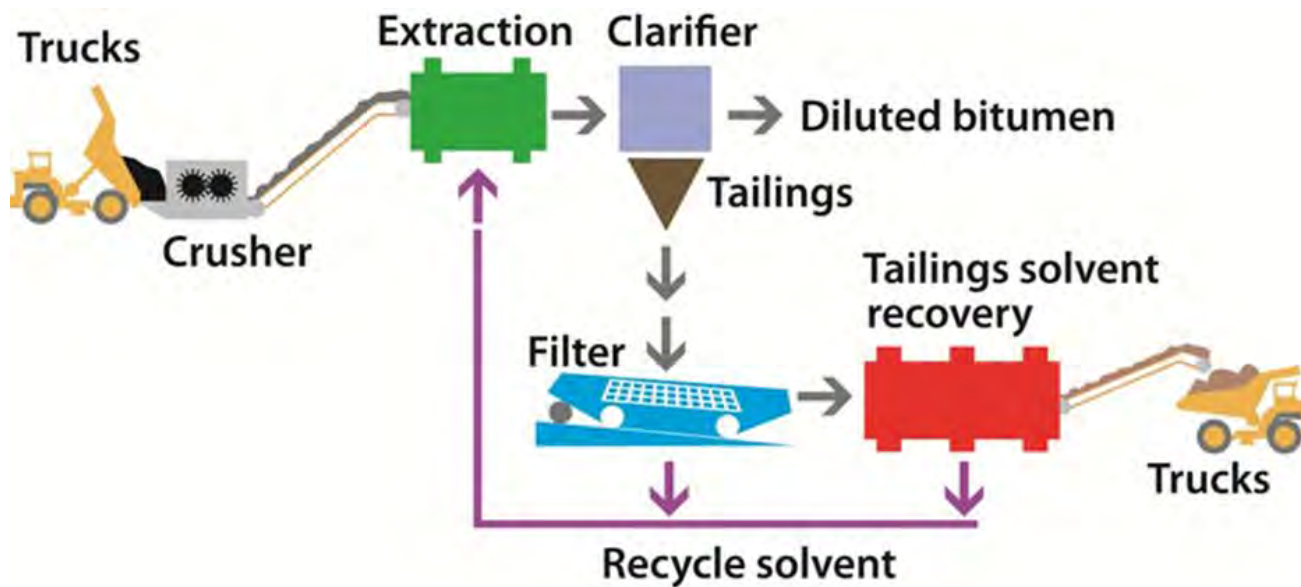 Trucks
Extraction
Clarifier
Diluted bitumen
Tailings
Crusher
Tailings solvent
recovery
Filter
Trucks
Recycle solvent